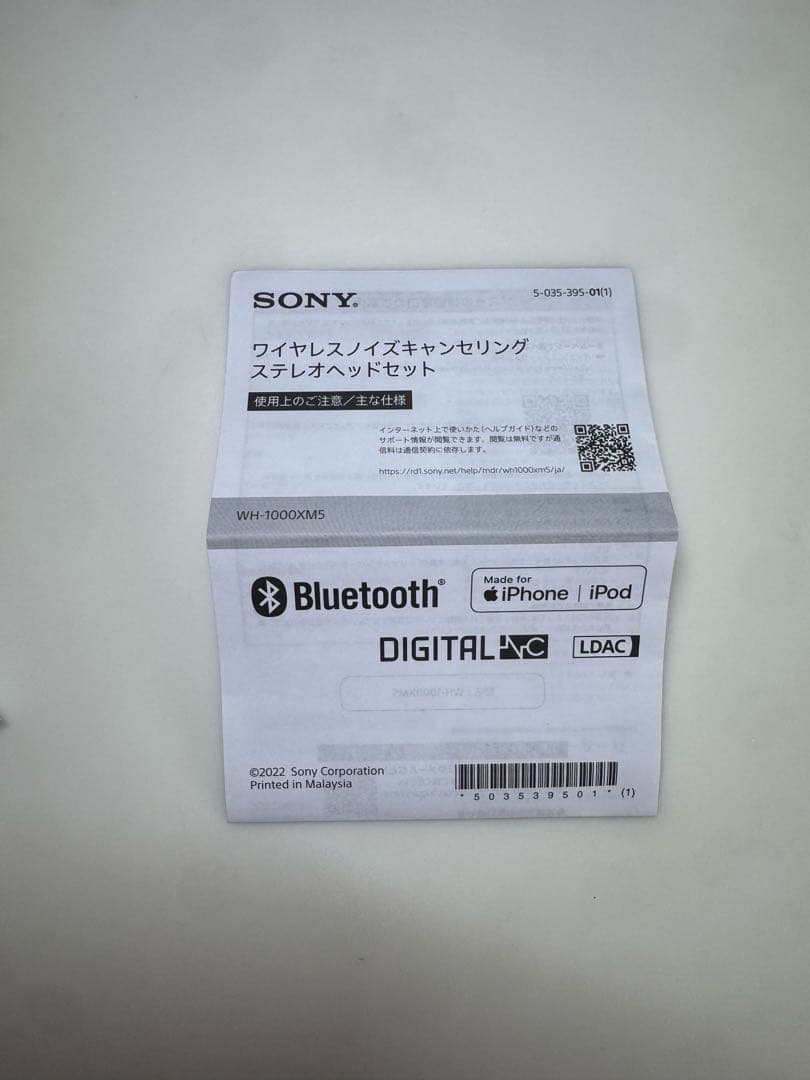 SONY®
5-035-395-01(1)
ワイヤレスノイズキャンセリング
ステレオヘッドセット
使用上のご注意／主な仕様
インターネット上で使いかた（ヘルプガイド）などの
サポート情報が閲覧できます。閲覧は無料ですが通
信料は通信契約に依存します。
https://rd1.sony.net/help/mdr/wh1000xm5/ja/
WH-1000XM5
Bluetooth®
Made for
iPhone | iPod
DIGITAL NC
LDAC
©2022 Sony Corporation
Printed in Malaysia
* 5 0 3 5 3 9 5 0 1 * (1)